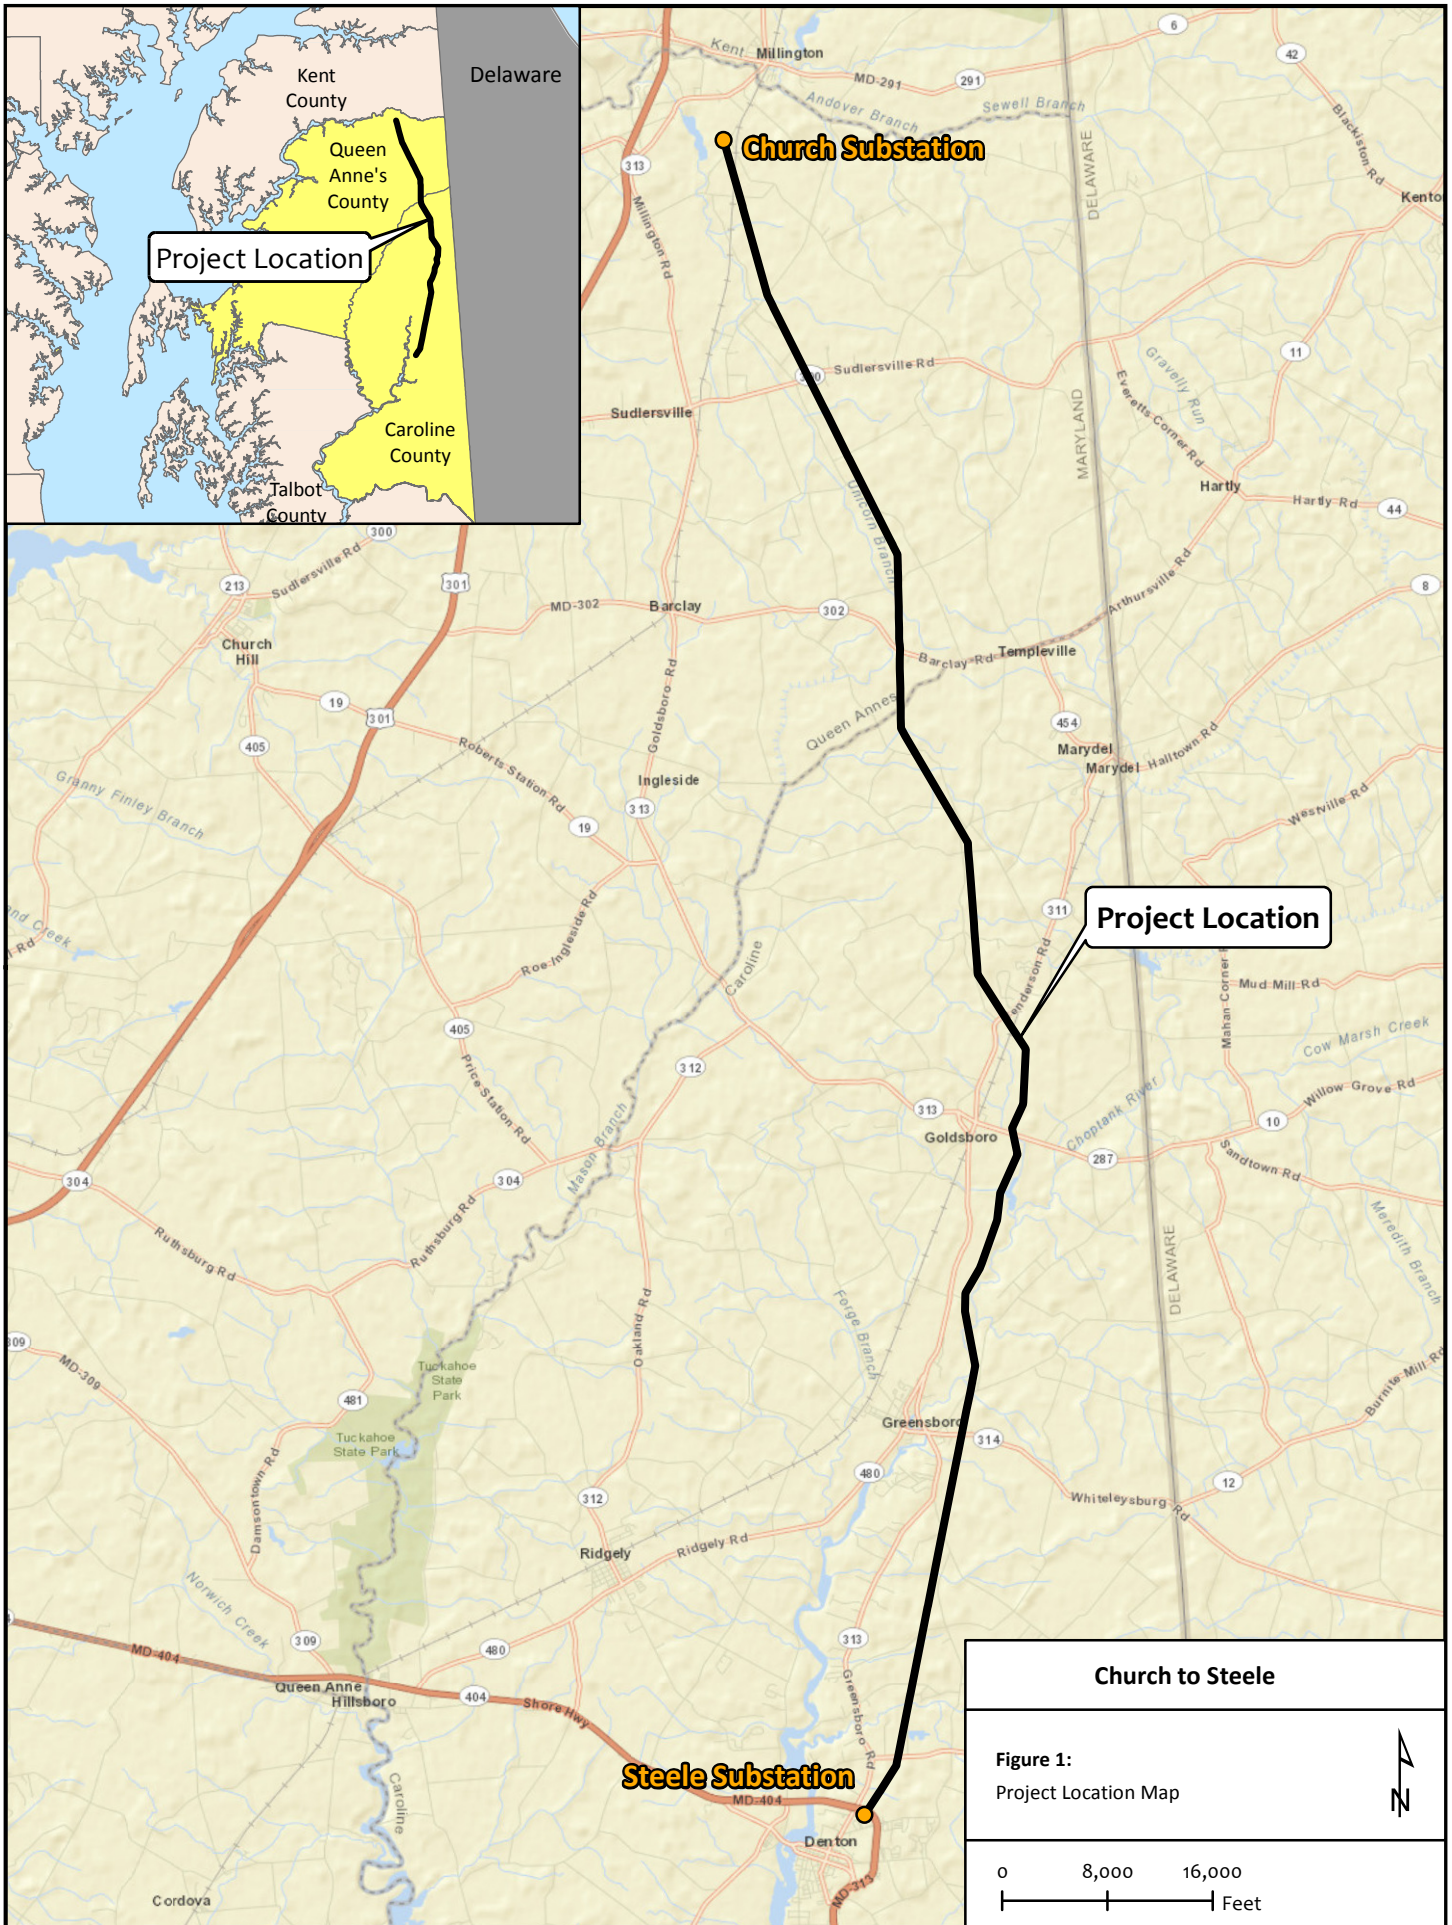 Kent
County
Delaware
Queen
Anne's
County
Project Location
Caroline
County
Talbot
County
Kent
Millington
MD-291
291
6
42
Andover Branch
Sewell Branch
Blackiston Rd
Church Substation
DELAWARE
313
Millington Rd
Sudlersville Rd
11
Gravelly Run
Everetts Corner Rd
Sudlersville
MARYLAND
Hartly
Hartly Rd
44
Unicorn Branch
300
Sudlersville Rd
213
301
MD-302
Barclay
302
Arthursville Rd
8
Church
Hill
Barclay Rd
Templeville
Goldsboro Rd
19
301
Queen Annes
454
405
Roberts Station Rd
Marydel
Marydel
Halltown Rd
Ingleside
Granny Finley Branch
313
19
Westville Rd
311
Project Location
Roe-Ingleside Rd
Caroline
Mud Mill Rd
Mahan Corner
405
Cow Marsh Creek
Price Station Rd
312
Willow Grove Rd
313
Goldsboro
Choptank River
10
287
Sandtown Rd
Mason Branch
304
304
Ruthsburg Rd
Ruthsburg Rd
Meredith Branch
DELAWARE
Forge Branch
Oakland Rd
MD-309
Tuckahoe
State
Park
481
Burnite Mill Rd
Greensboro
314
Tuckahoe
State Park
480
12
312
Whiteleysburg Rd
Damsontown Rd
Ridgely
Ridgely Rd
Norwich Creek
309
480
313
MD-404
Queen Anne
Hillsboro
404
Shore Hwy
Greensboro Rd
Steele Substation
MD-404
Caroline
Denton
MD-313
Cordova
Church to Steele
Figure 1:
Project Location Map
N
0 8,000 16,000
Feet